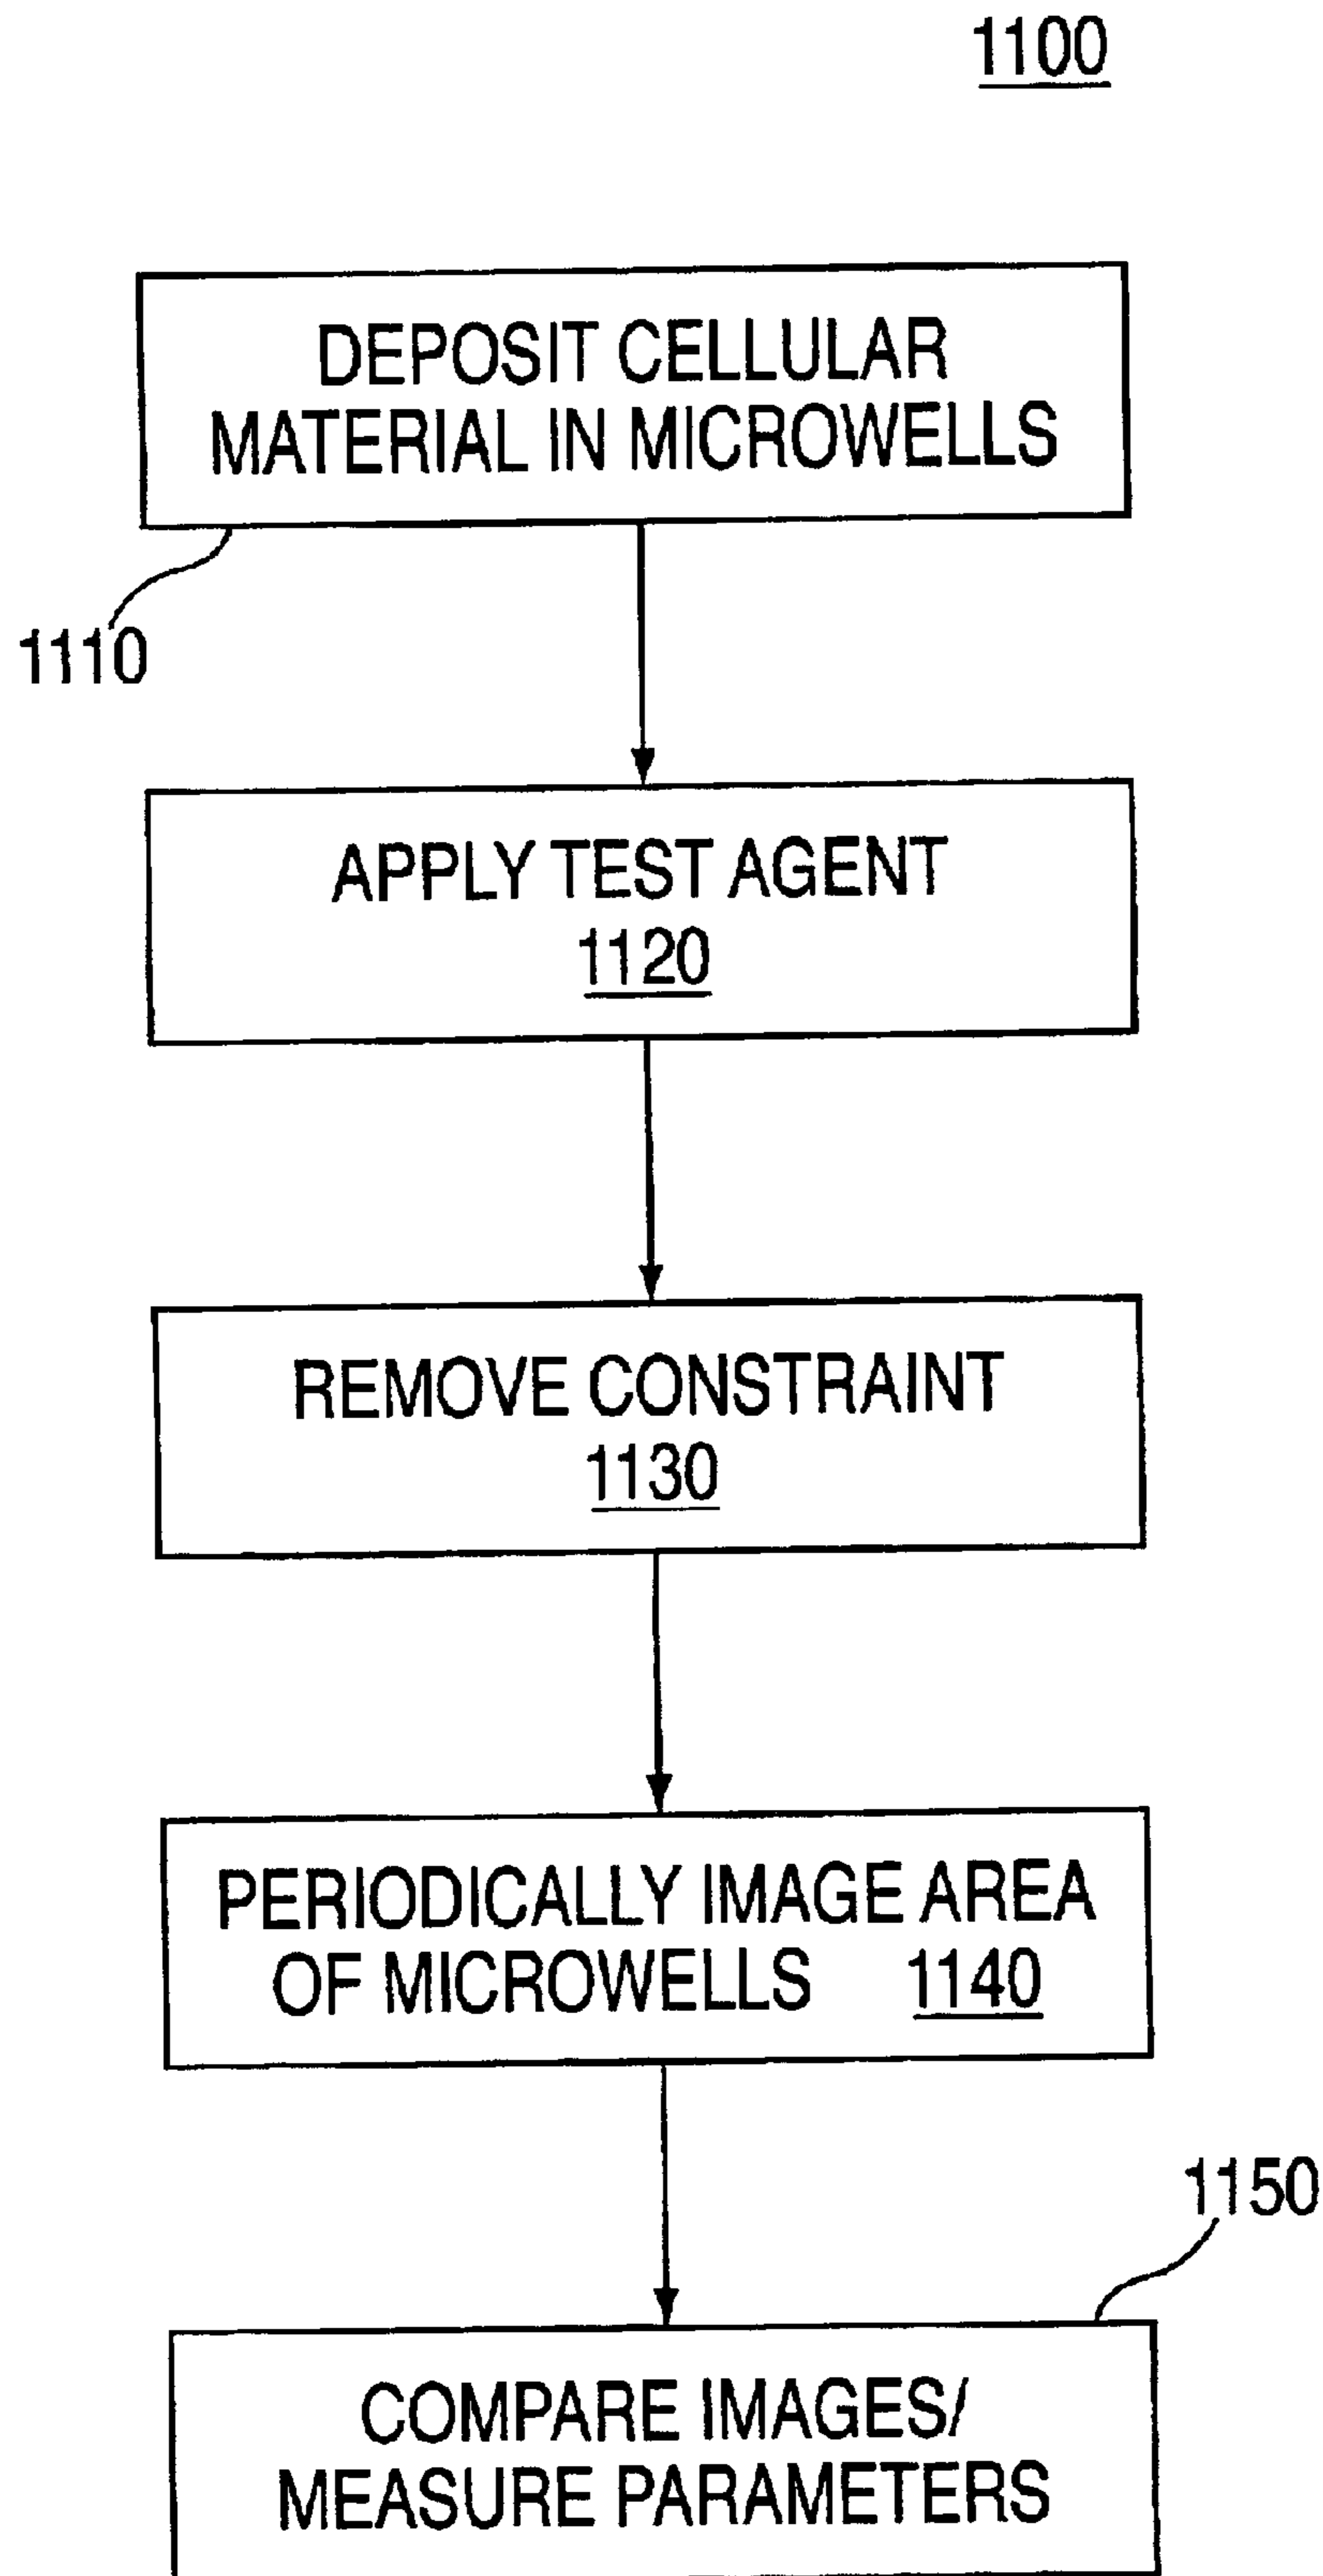 1100
DEPOSIT CELLULAR
MATERIAL IN MICROWELLS
1110
APPLY TEST AGENT
1120
REMOVE CONSTRAINT
1130
PERIODICALLY IMAGE AREA
OF MICROWELLS 1140
1150
COMPARE IMAGES/
MEASURE PARAMETERS